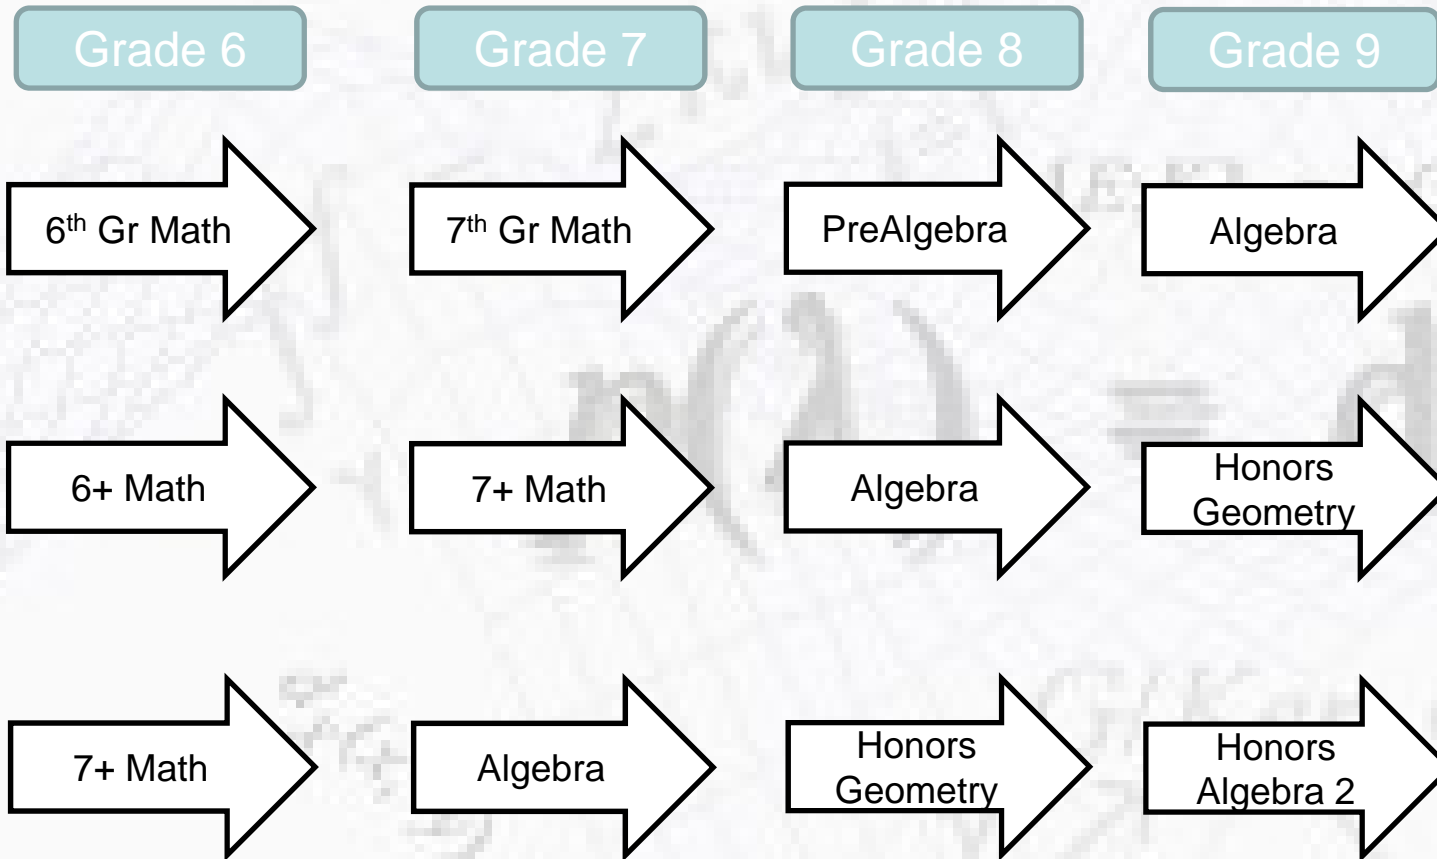 Grade 6
Grade 7
Grade 8
Grade 9
6th Gr Math
7th Gr Math
PreAlgebra
Algebra
6+ Math
7+ Math
Algebra
Honors
Geometry
7+ Math
Algebra
Honors
Geometry
Honors
Algebra 2